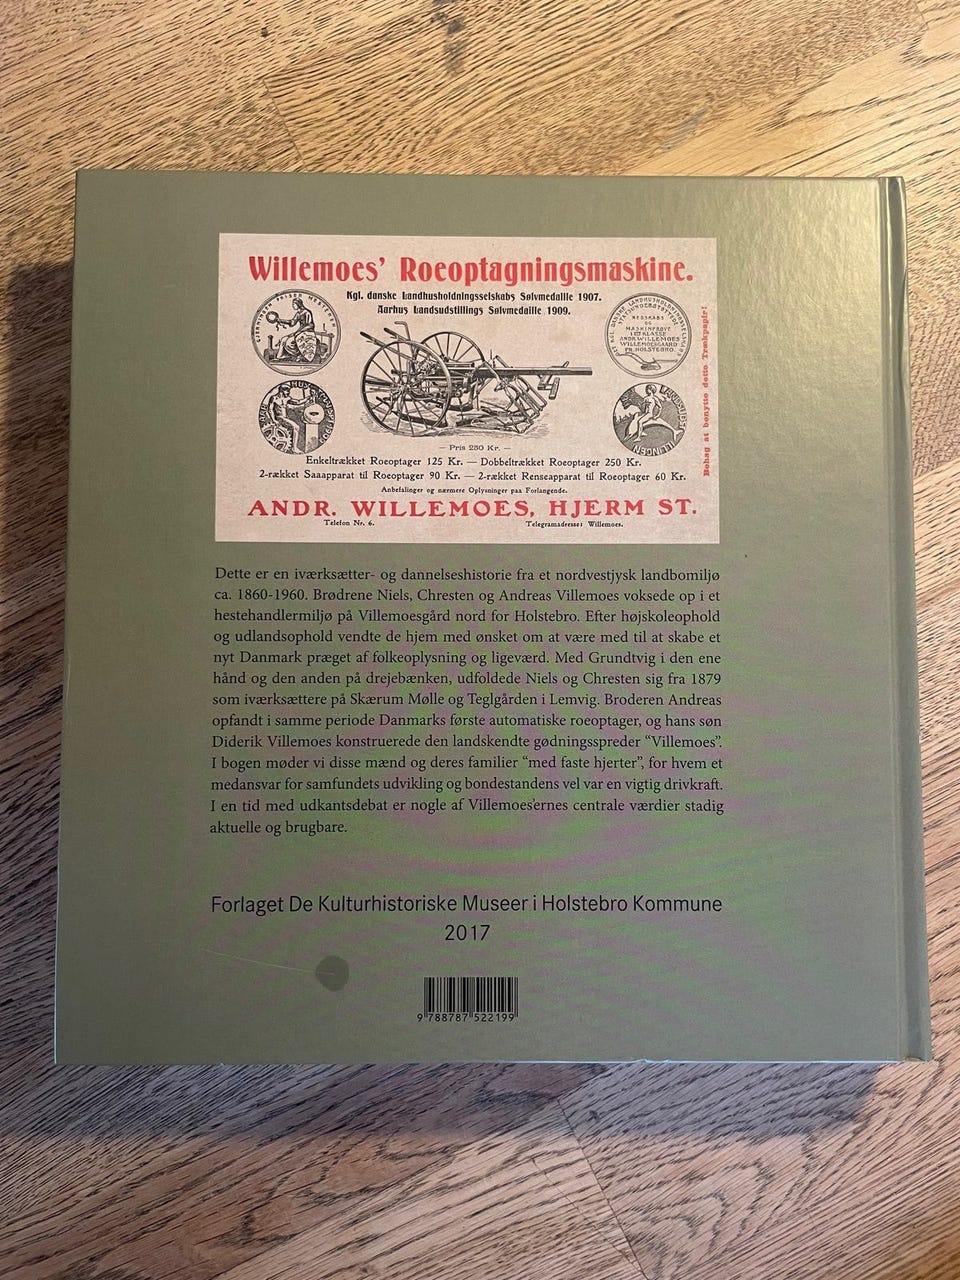 Willemoes' Roeoptagningsmaskine.
Kgl. danske Landhusholdningsselskabs Sølvmedaille 1907.
Aarhus Landsudstillings Sølvmedaille 1909.
NEDSKABS
OG
MASKINPRØVE
ANDR. WILLEMOES
WILLEMOESGAARD
PR. HOLSTEBRO.
Behag at benytte dette Trækpapir!
— Pris 250 Kr. —
Enkeltrækket Roeoptager 125 Kr. — Dobbeltrækket Roeoptager 250 Kr.
2-rækket Saaapparat til Roeoptager 90 Kr. — 2-rækket Renseapparat til Roeoptager 60 Kr.
Anbefalinger og nærmere Oplysninger paa Forlangende.
ANDR. WILLEMOES, HJERM ST.
Telefon Nr. 6. Telegramadresse: Willemoes.
Dette er en iværksætter- og dannelseshistorie fra et nordvestjysk landbomiljø
ca. 1860-1960. Brødrene Niels, Chresten og Andreas Villemoes voksede op i et
hestehandlermiljø på Villemoesgård nord for Holstebro. Efter højskoleophold
og udlandsophold vendte de hjem med ønsket om at være med til at skabe et
nyt Danmark præget af folkeoplysning og ligeværd. Med Grundtvig i den ene
hånd og den anden på drejebænken, udfoldede Niels og Chresten sig fra 1879
som iværksættere på Skærum Mølle og Teglgården i Lemvig. Broderen Andreas
opfandt i samme periode Danmarks første automatiske roeoptager, og hans søn
Diderik Villemoes konstruerede den landskendte gødningsspreder “Villemoes”.
I bogen møder vi disse mænd og deres familier “med faste hjerter”, for hvem et
medansvar for samfundets udvikling og bondestandens vel var en vigtig drivkraft.
I en tid med udkantsdebat er nogle af Villemoes’ernes centrale værdier stadig
aktuelle og brugbare.
Forlaget De Kulturhistoriske Museer i Holstebro Kommune
2017
9 788787 522199